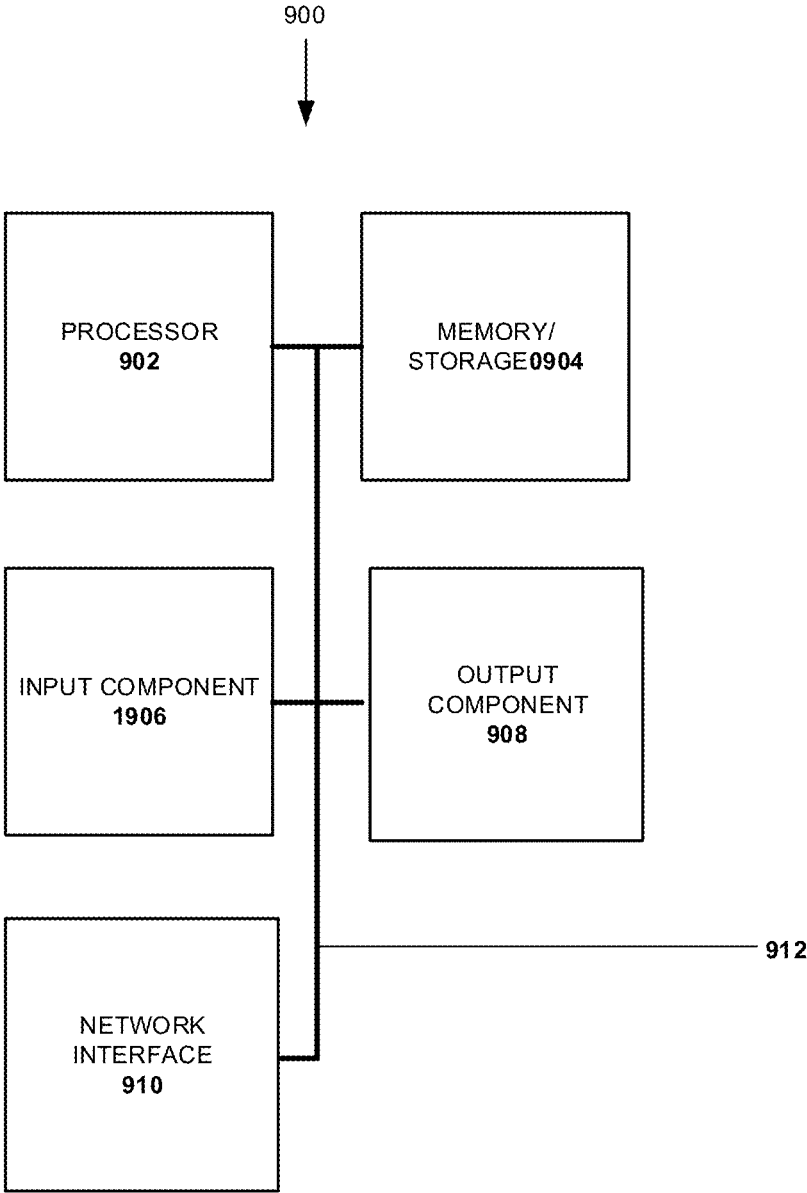 900
PROCESSOR
902
MEMORY/
STORAGE0904
INPUT COMPONENT
1906
OUTPUT
COMPONENT
908
912
NETWORK
INTERFACE
910